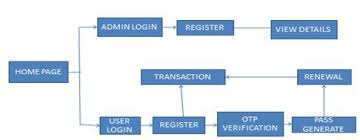 ADMIN LOGIN
REGISTER
VIEW DETAILS
HOME PAGE
TRANSACTION
RENEWAL
USER
LOGIN
REGISTER
OTP
VERIFICATION
PASS
GENERATE